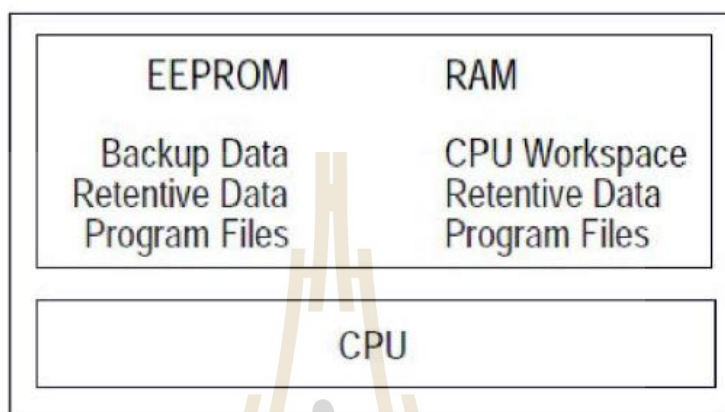 EEPROM
Backup Data
Retentive Data
Program Files
RAM
CPU Workspace
Retentive Data
Program Files
CPU